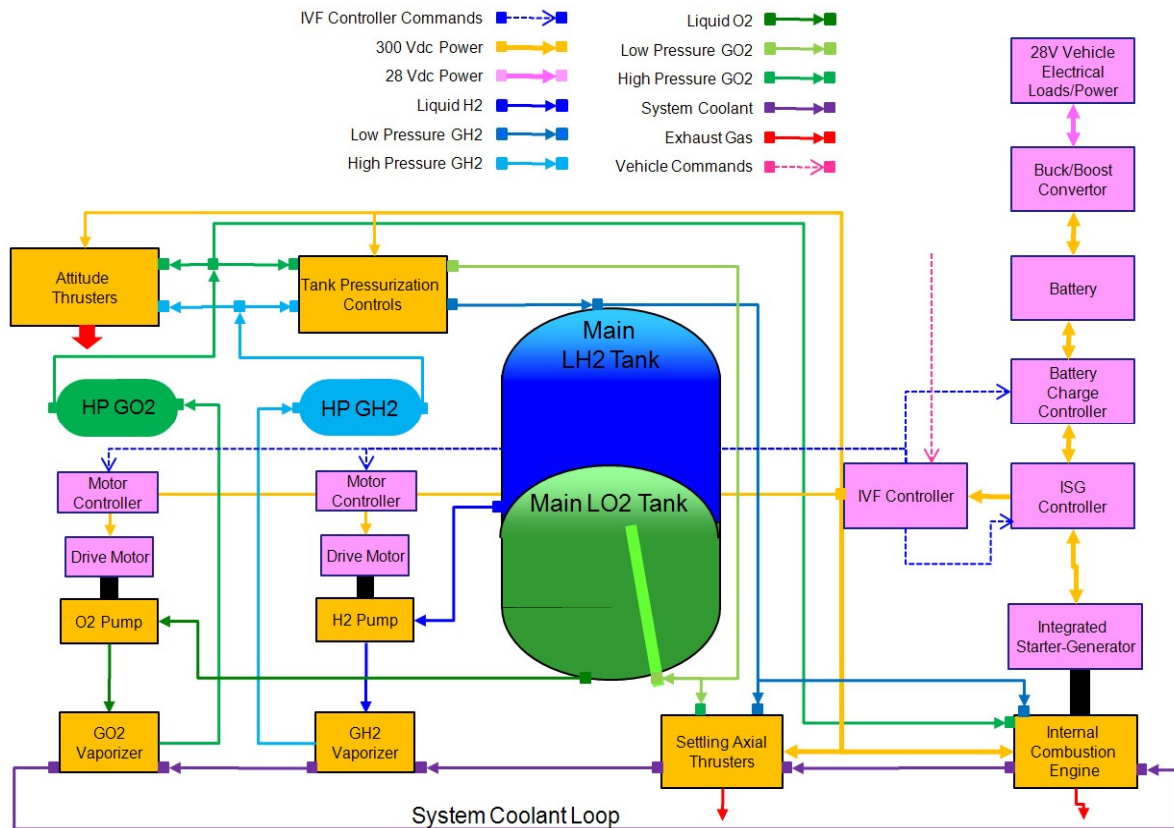 IVF Controller Commands
300 Vdc Power
28 Vdc Power
Liquid H2
Low Pressure GH2
High Pressure GH2
Liquid O2
Low Pressure GO2
High Pressure GO2
System Coolant
Exhaust Gas
Vehicle Commands
28V Vehicle
Electrical
Loads/Power
Buck/Boost
Convertor
Battery
Battery
Charge
Controller
ISG
Controller
IVF Controller
Integrated
Starter-Generator
Internal
Combustion
Engine
Attitude
Thrusters
Tank Pressurization
Controls
Main
LH2 Tank
HP GO2
HP GH2
Motor
Controller
Motor
Controller
Main LO2 Tank
Drive Motor
Drive Motor
O2 Pump
H2 Pump
GO2
Vaporizer
GH2
Vaporizer
Settling Axial
Thrusters
System Coolant Loop